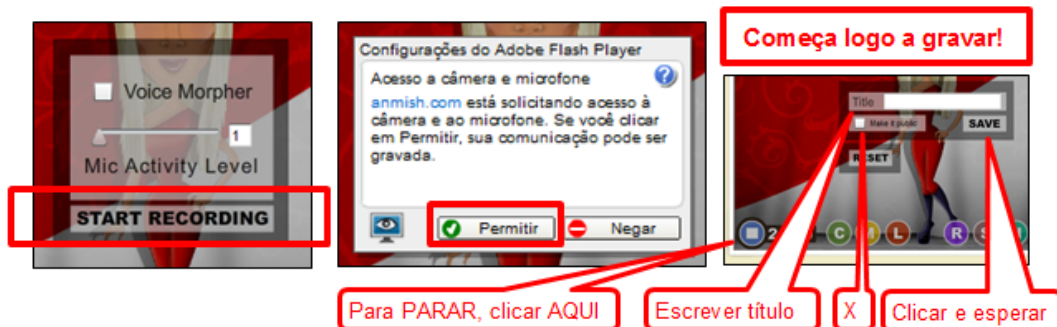 Voice Morpher
1
Mic Activity Level
START RECORDING
Configurações do Adobe Flash Player
Acesso a câmera e microfone
anmish.com está solicitando acesso à
câmera e ao microfone. Se você clicar
em Permitir, sua comunicação pode ser
gravada.
Permitir
Negar
Começa logo a gravar!
Title
Make it public
SAVE
RESET
C M L R S
Para PARAR, clicar AQUI
Escrever título
X
Clicar e esperar